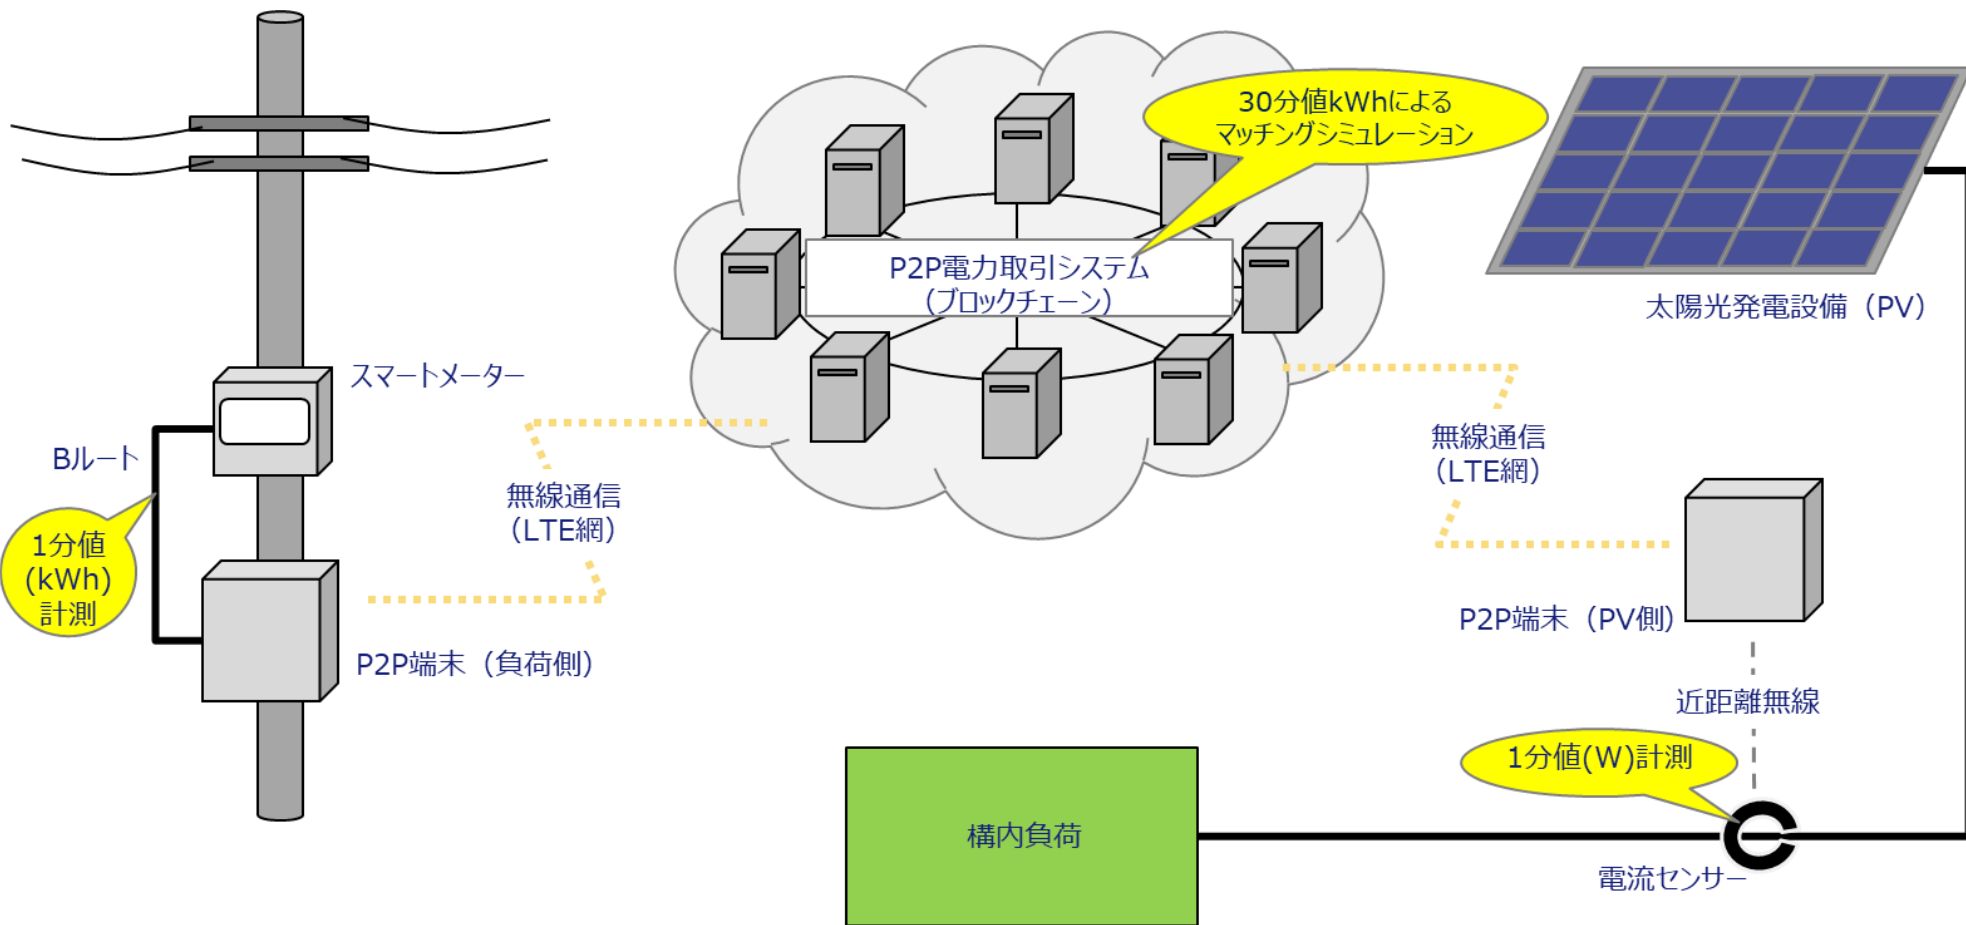 30分値kWhによる
マッチングシミュレーション
P2P電力取引システム
(ブロックチェーン)
太陽光発電設備（PV）
スマートメーター
Bルート
1分値
(kWh)
計測
無線通信
（LTE網）
P2P端末（負荷側）
無線通信
（LTE網）
P2P端末（PV側）
近距離無線
1分値(W)計測
電流センサー
構内負荷